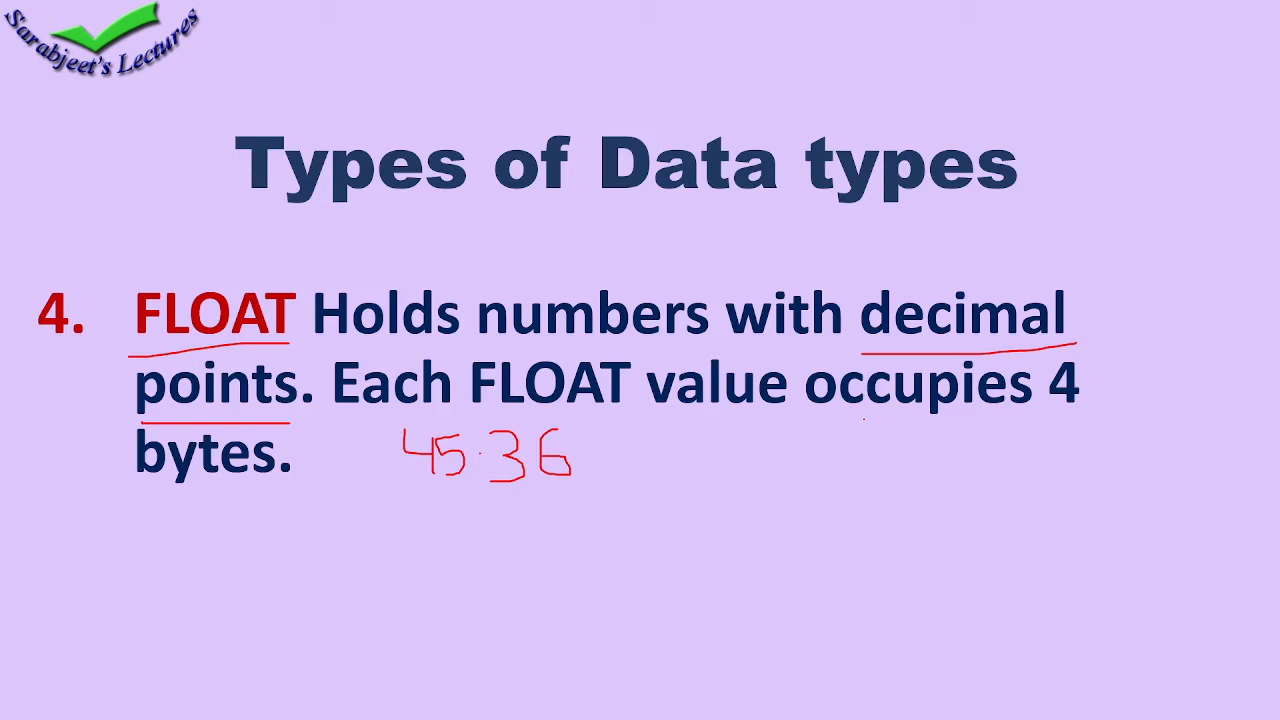 Sarabjeet's Lectures
Types of Data types
4. FLOAT Holds numbers with decimal
points. Each FLOAT value occupies 4
bytes. 45.36